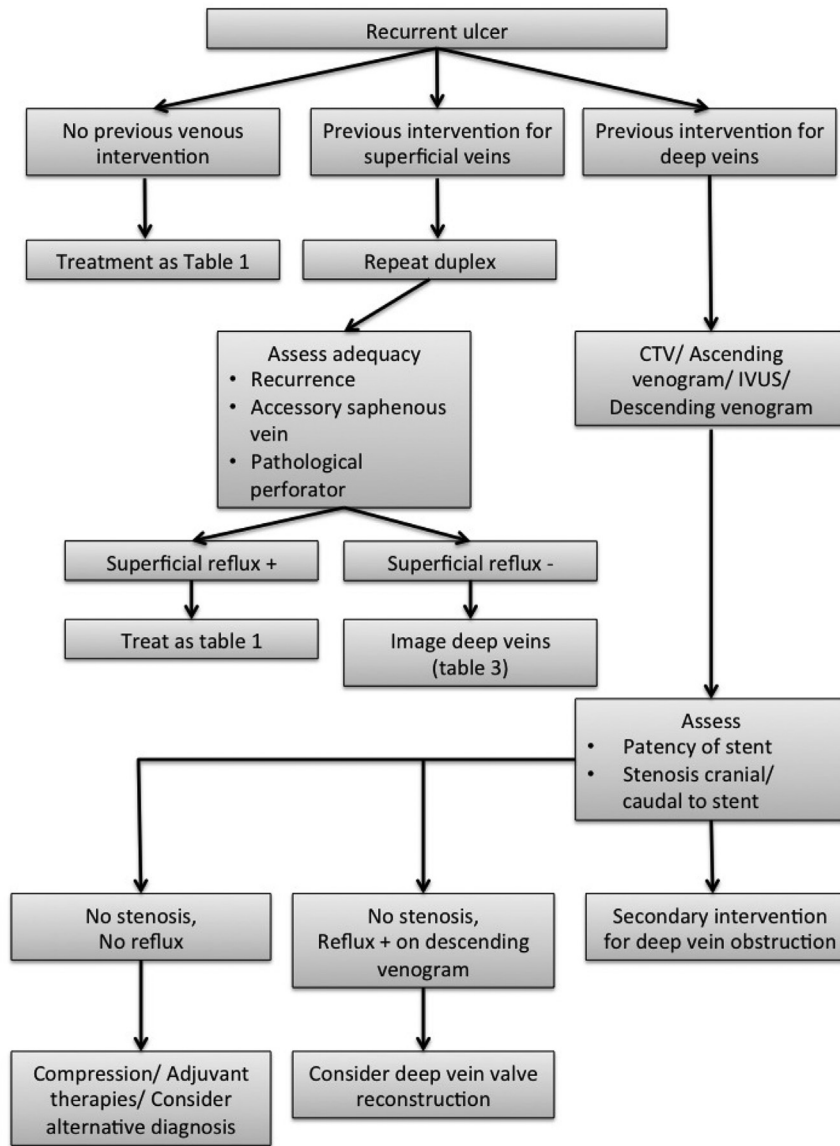 Recurrent ulcer
No previous venous
intervention
Previous intervention for
superficial veins
Previous intervention for
deep veins
Treatment as Table 1
Repeat duplex
Assess adequacy
• Recurrence
• Accessory saphenous
vein
• Pathological
perforator
CTV/ Ascending
venogram/ IVUS/
Descending venogram
Superficial reflux +
Superficial reflux -
Treat as table 1
Image deep veins
(table 3)
Assess
• Patency of stent
• Stenosis cranial/
caudal to stent
No stenosis,
No reflux
No stenosis,
Reflux + on descending
venogram
Secondary intervention
for deep vein obstruction
Compression/ Adjuvant
therapies/ Consider
alternative diagnosis
Consider deep vein valve
reconstruction